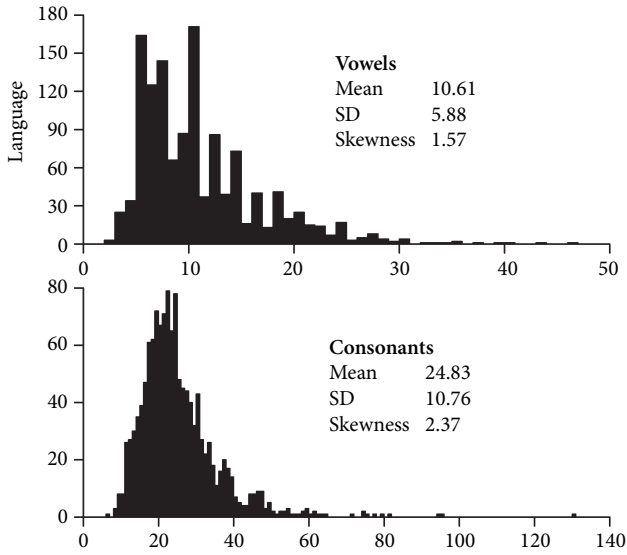 180
150
120
90
60
30
0
Language
Vowels
Mean 10.61
SD 5.88
Skewness 1.57
0 10 20 30 40 50
80
60
40
20
0
Consonants
Mean 24.83
SD 10.76
Skewness 2.37
0 20 40 60 80 100 120 140